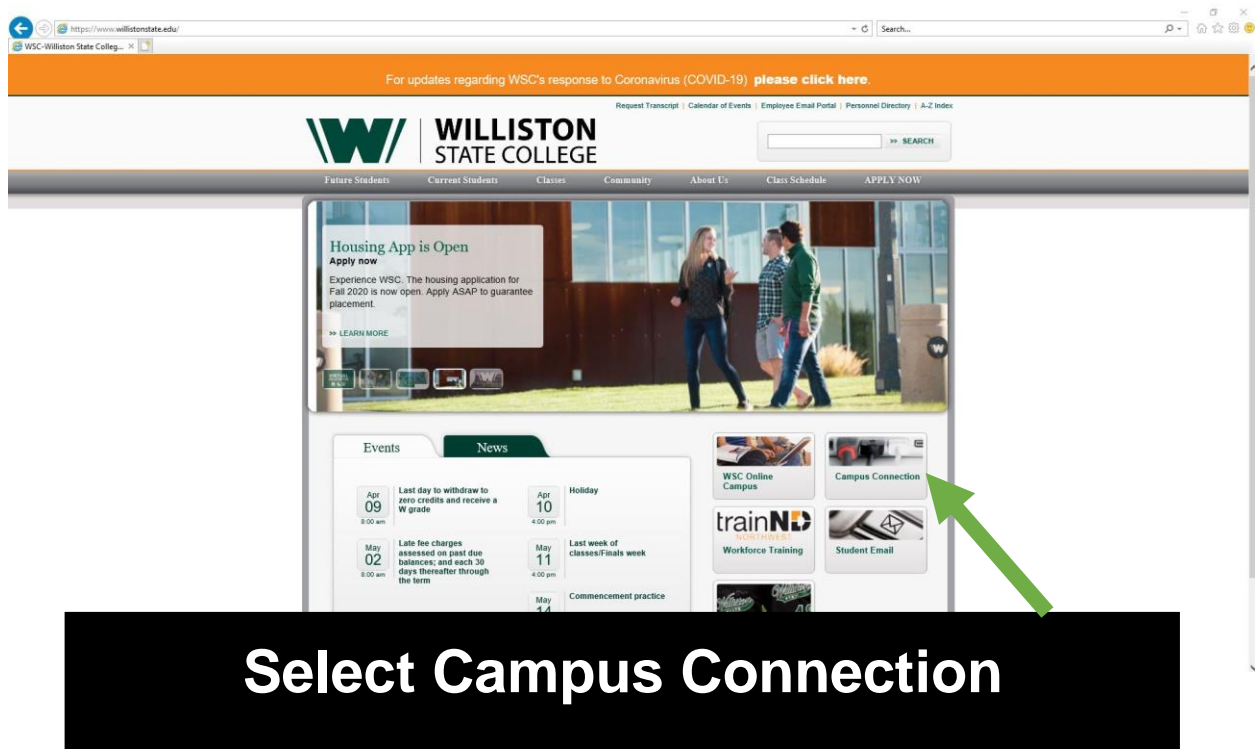 https://www.willistonstate.edu/
Search...
WSC-Williston State Colleg...
For updates regarding WSC's response to Coronavirus (COVID-19) please click here.
Request Transcript | Calendar of Events | Employee Email Portal | Personnel Directory | A-Z Index
WILLISTON
STATE COLLEGE
» SEARCH
Future Students Current Students Classes Community About Us Class Schedule APPLY NOW
Housing App is Open
Apply now
Experience WSC. The housing application for
Fall 2020 is now open. Apply ASAP to guarantee
placement.
» LEARN MORE
Events News
Apr
09
8:00 am
Last day to withdraw to
zero credits and receive a
W grade
Apr
10
4:00 pm
Holiday
May
02
8:00 am
Late fee charges
assessed on past due
balances; and each 30
days thereafter through
the term
May
11
4:00 pm
Last week of
classes/Finals week
May
14
Commencement practice
WSC Online
Campus
Campus Connection
trainND
NORTHWEST
Workforce Training
Student Email
Select Campus Connection